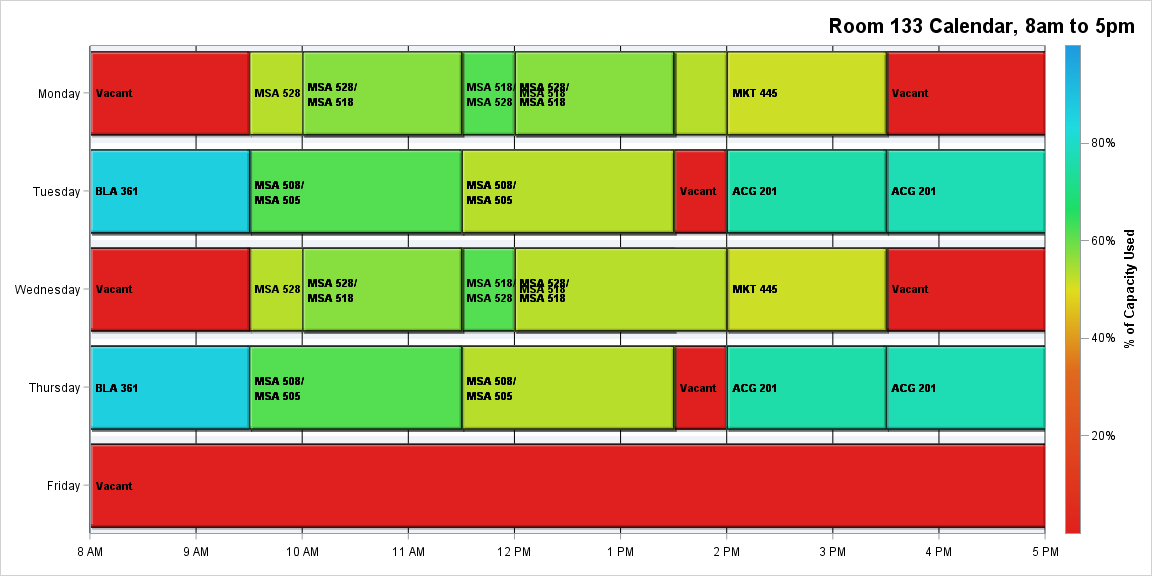 Room 133 Calendar, 8am to 5pm
Monday
Vacant
MSA 528
MSA 528/
MSA 518
MSA 518/
MSA 528
MSA 528/
MSA 518
MSA 518
MKT 445
Vacant
Tuesday
BLA 361
MSA 508/
MSA 505
MSA 508/
MSA 505
Vacant
ACG 201
ACG 201
Wednesday
Vacant
MSA 528
MSA 528/
MSA 518
MSA 518/
MSA 528
MSA 528/
MSA 518
MSA 518
MKT 445
Vacant
Thursday
BLA 361
MSA 508/
MSA 505
MSA 508/
MSA 505
Vacant
ACG 201
ACG 201
Friday
Vacant
8 AM
9 AM
10 AM
11 AM
12 PM
1 PM
2 PM
3 PM
4 PM
5 PM
80%
60%
40%
20%
% of Capacity Used